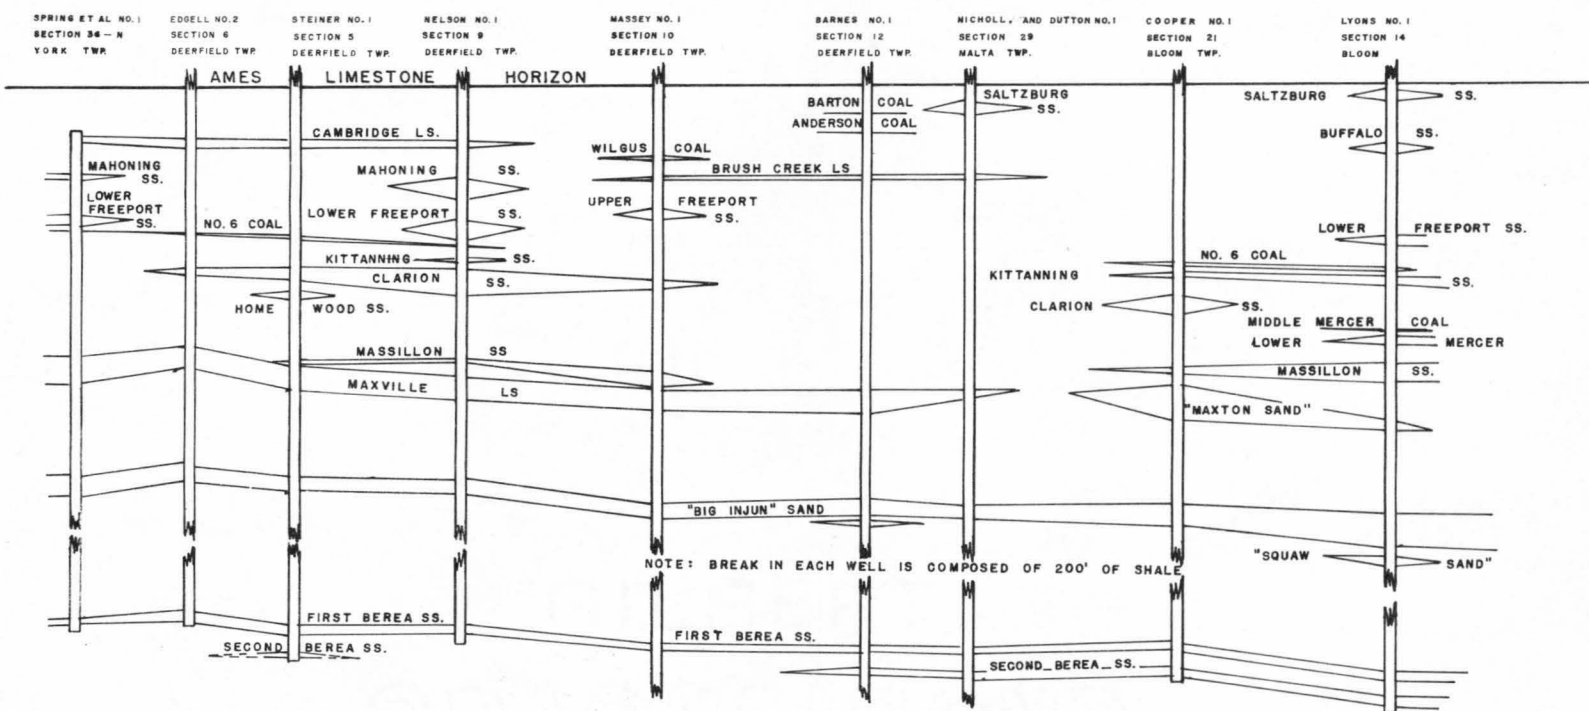 SPRING ET AL NO. 1
SECTION 36 – N
YORK TWP.
EDGELL NO. 2
SECTION 6
DEERFIELD TWP.
STEINER NO. 1
SECTION 5
DEERFIELD TWP.
NELSON NO. 1
SECTION 9
DEERFIELD TWP.
MASSEY NO. 1
SECTION 10
DEERFIELD TWP.
BARNES NO. 1
SECTION 12
DEERFIELD TWP.
NICHOLL, AND DUTTON NO. 1
SECTION 29
MALTA TWP.
COOPER NO. 1
SECTION 21
BLOOM TWP.
LYONS NO. 1
SECTION 14
BLOOM
AMES LIMESTONE HORIZON
SALTZBURG
SS.
SALTZBURG SS.
BARTON COAL
ANDERSON COAL
CAMBRIDGE LS.
BUFFALO SS.
WILGUS COAL
MAHONING
SS.
MAHONING SS.
BRUSH CREEK LS
LOWER
FREEPORT
SS.
LOWER FREEPORT SS.
UPPER FREEPORT
SS.
NO. 6 COAL
LOWER FREEPORT SS.
KITTANNING SS.
NO. 6 COAL
CLARION SS.
KITTANNING
SS.
HOME WOOD SS.
CLARION SS.
MIDDLE MERCER COAL
LOWER MERCER
MASSILLON SS
MASSILLON SS.
MAXVILLE LS
"MAXTON SAND"
"BIG INJUN" SAND
"SQUAW SAND"
NOTE: BREAK IN EACH WELL IS COMPOSED OF 200' OF SHALE
FIRST BEREA SS.
FIRST BEREA SS.
SECOND BEREA SS.
SECOND BEREA SS.